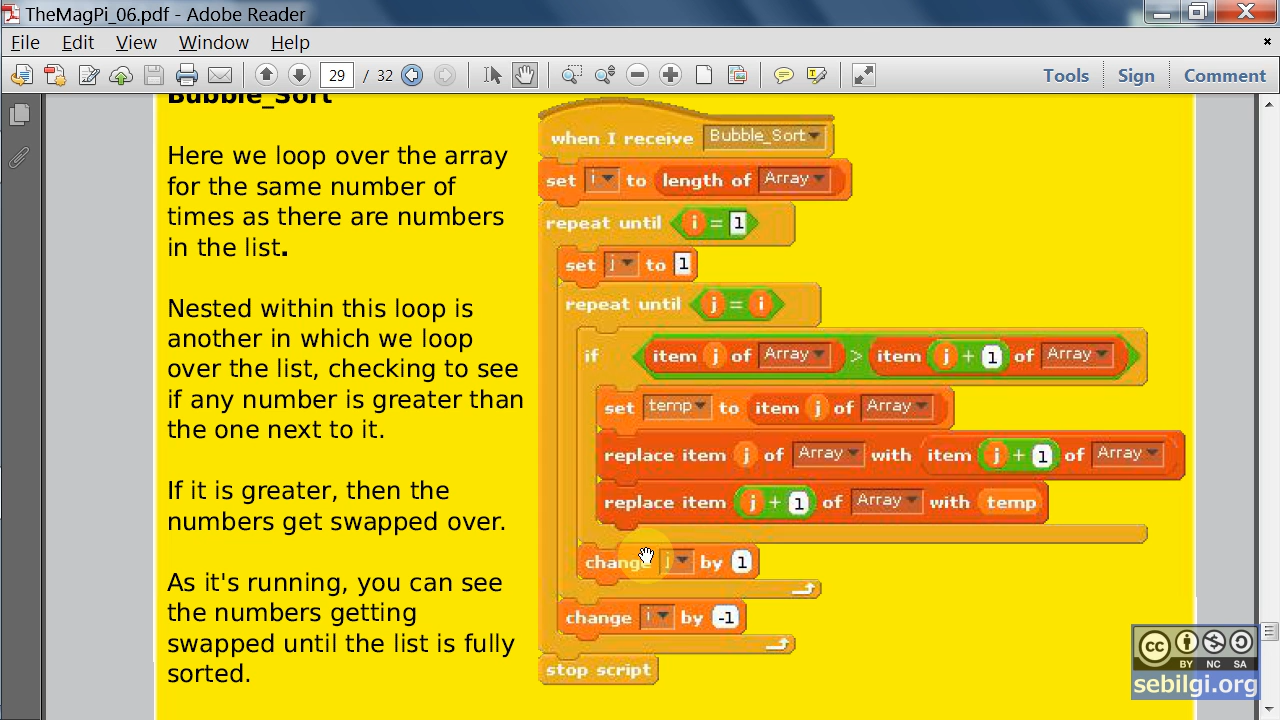 TheMagPi_06.pdf - Adobe Reader
File Edit View Window Help
29 / 32
Tools Sign Comment
Bubble_Sort
Here we loop over the array
for the same number of
times as there are numbers
in the list.
Nested within this loop is
another in which we loop
over the list, checking to see
if any number is greater than
the one next to it.
If it is greater, then the
numbers get swapped over.
As it's running, you can see
the numbers getting
swapped until the list is fully
sorted.
when I receive Bubble_Sort
set i to length of Array
repeat until i = 1
set j to 1
repeat until j = i
if item j of Array > item j + 1 of Array
set temp to item j of Array
replace item j of Array with item j + 1 of Array
replace item j + 1 of Array with temp
change j by 1
change i by -1
stop script
cc
BY NC SA
sebilgi.org